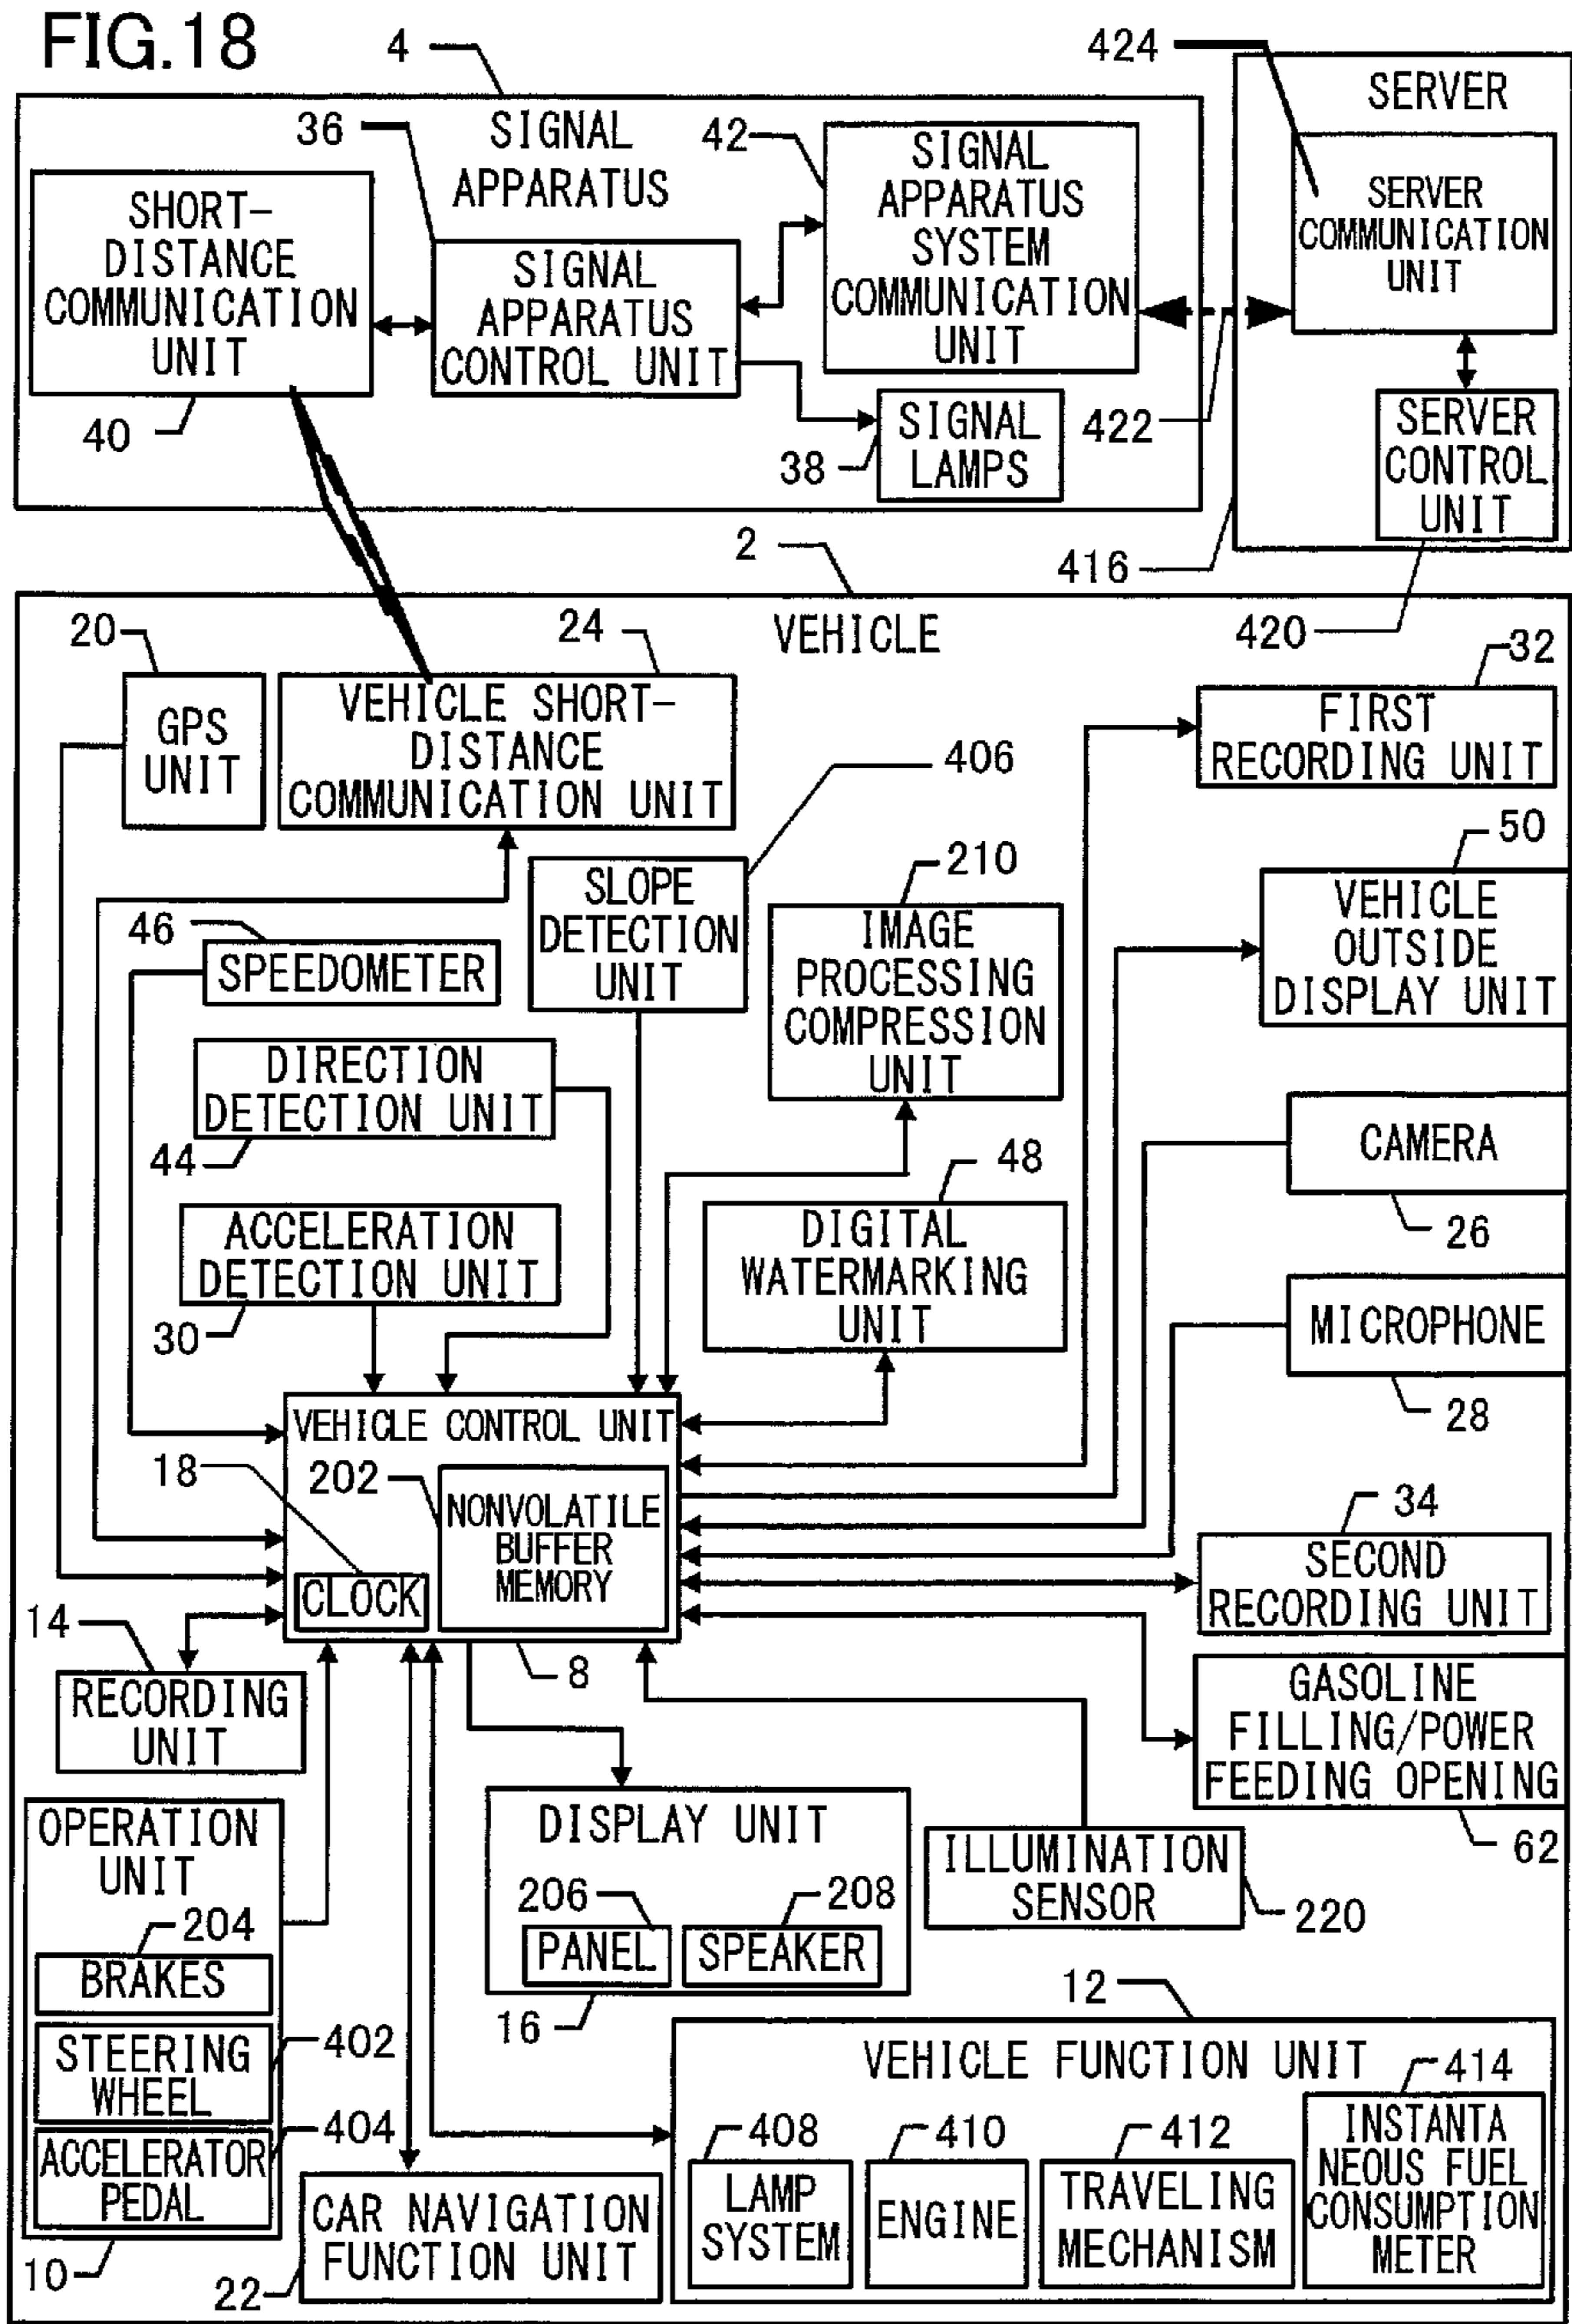 FIG.18
4
424
SERVER
SIGNAL
APPARATUS
36
42
SHORT-
DISTANCE
COMMUNICATION
UNIT
SIGNAL
APPARATUS
CONTROL UNIT
SIGNAL
APPARATUS
SYSTEM
COMMUNICATION
UNIT
SERVER
COMMUNICATION
UNIT
40
38
SIGNAL
LAMPS
422
SERVER
CONTROL
UNIT
416
420
2
VEHICLE
20
24
32
GPS
UNIT
VEHICLE SHORT-
DISTANCE
COMMUNICATION UNIT
406
FIRST
RECORDING UNIT
50
SLOPE
DETECTION
UNIT
210
IMAGE
PROCESSING
COMPRESSION
UNIT
VEHICLE
OUTSIDE
DISPLAY UNIT
46
SPEEDOMETER
DIRECTION
DETECTION UNIT
44
CAMERA
26
48
ACCELERATION
DETECTION UNIT
30
DIGITAL
WATERMARKING
UNIT
MICROPHONE
28
VEHICLE CONTROL UNIT
18
202
NONVOLATILE
BUFFER
MEMORY
CLOCK
34
SECOND
RECORDING UNIT
14
8
RECORDING
UNIT
GASOLINE
FILLING/POWER
FEEDING OPENING
62
OPERATION
UNIT
204
BRAKES
STEERING
WHEEL
402
ACCELERATOR
PEDAL
404
10
DISPLAY UNIT
206
208
PANEL
SPEAKER
16
ILLUMINATION
SENSOR
220
12
VEHICLE FUNCTION UNIT
414
408
410
412
LAMP
SYSTEM
ENGINE
TRAVELING
MECHANISM
INSTANTA
NEOUS FUEL
CONSUMPTION
METER
CAR NAVIGATION
FUNCTION UNIT
22